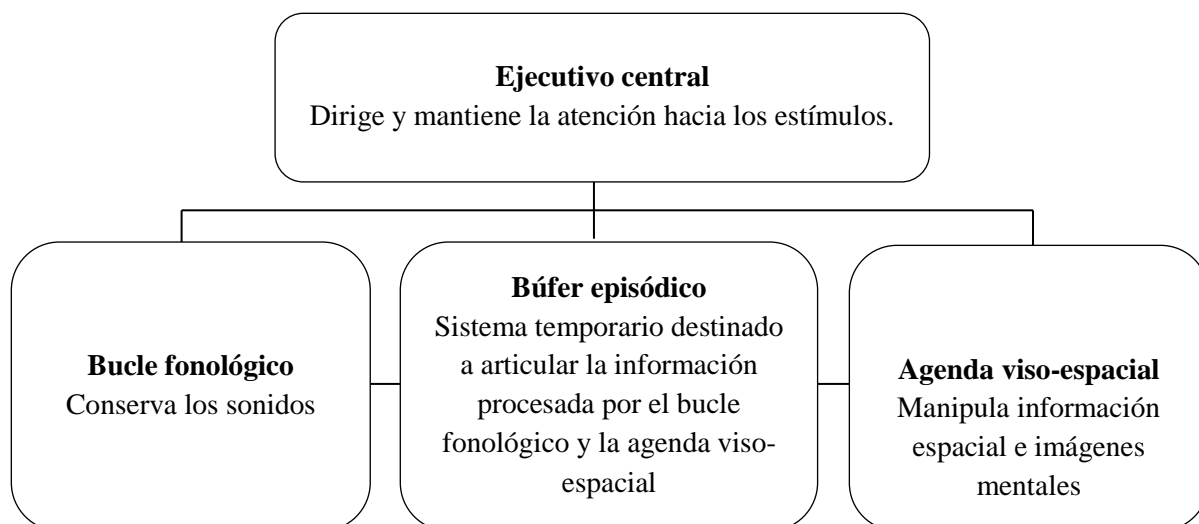 Ejecutivo central
Dirige y mantiene la atención hacia los estímulos.
Bucle fonológico
Conserva los sonidos
Búfer episódico
Sistema temporario destinado
a articular la información
procesada por el bucle
fonológico y la agenda viso-
espacial
Agenda viso-espacial
Manipula información
espacial e imágenes
mentales